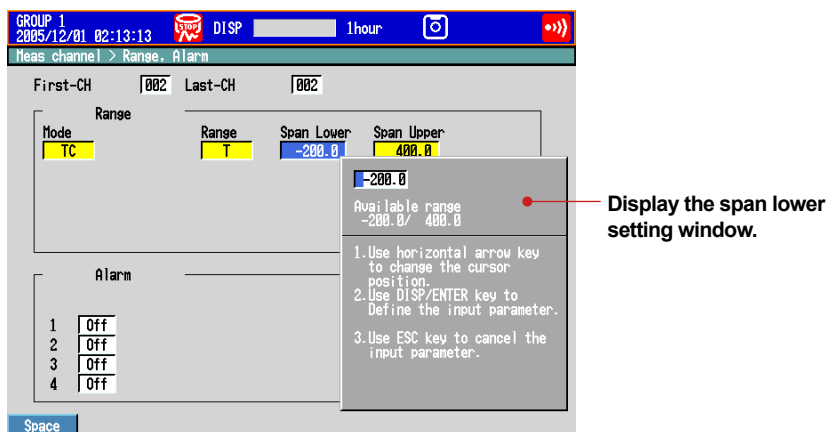 GROUP 1
2005/12/01 02:13:13 STOP DISP 1hour
Meas channel > Range, Alarm
First-CH 002 Last-CH 002
Range
Mode Range Span Lower Span Upper
TC T -200.0 400.0
-200.0
Available range
-200.0/ 400.0
Display the span lower
setting window.
1.Use horizontal arrow key
to change the cursor
position.
2.Use DISP/ENTER key to
Define the input parameter.
3.Use ESC key to cancel the
input parameter.
Alarm
1 Off
2 Off
3 Off
4 Off
Space